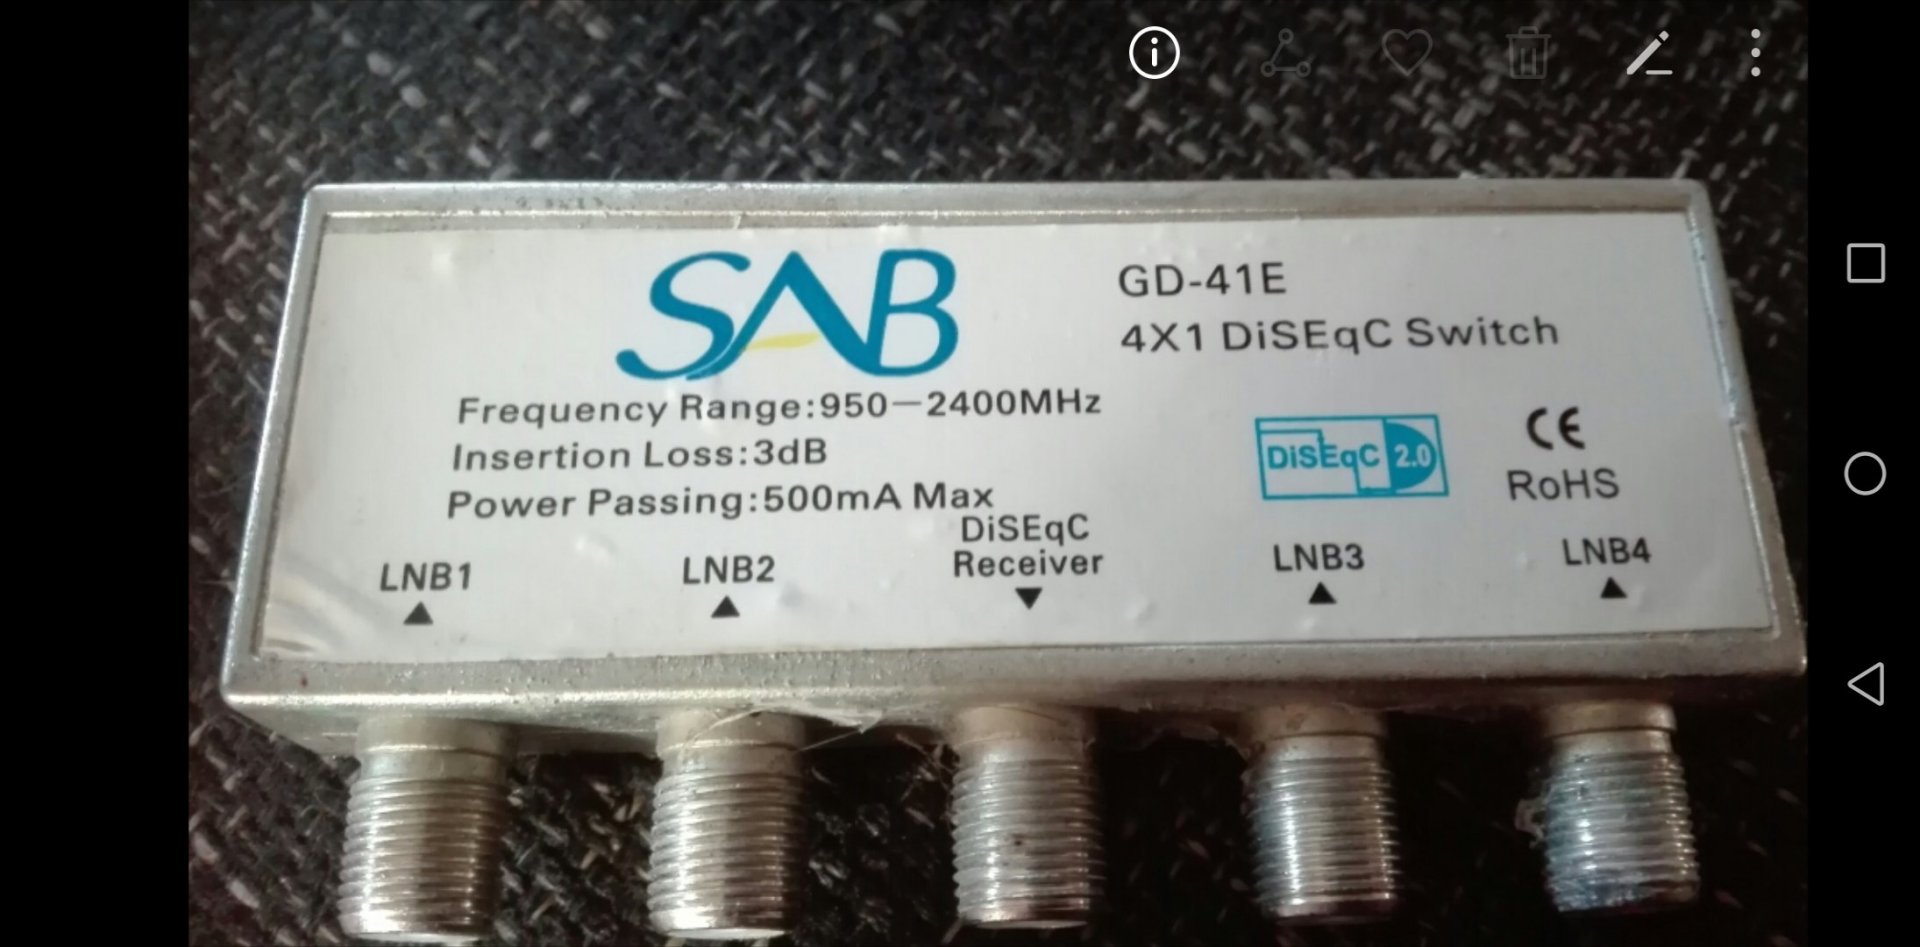 SAB
GD-41E
4X1 DiSEqC Switch
Frequency Range:950—2400MHz
Insertion Loss:3dB
Power Passing:500mA Max
DiSEqC 2.0
CE
RoHS
LNB1
LNB2
DiSEqC
Receiver
LNB3
LNB4